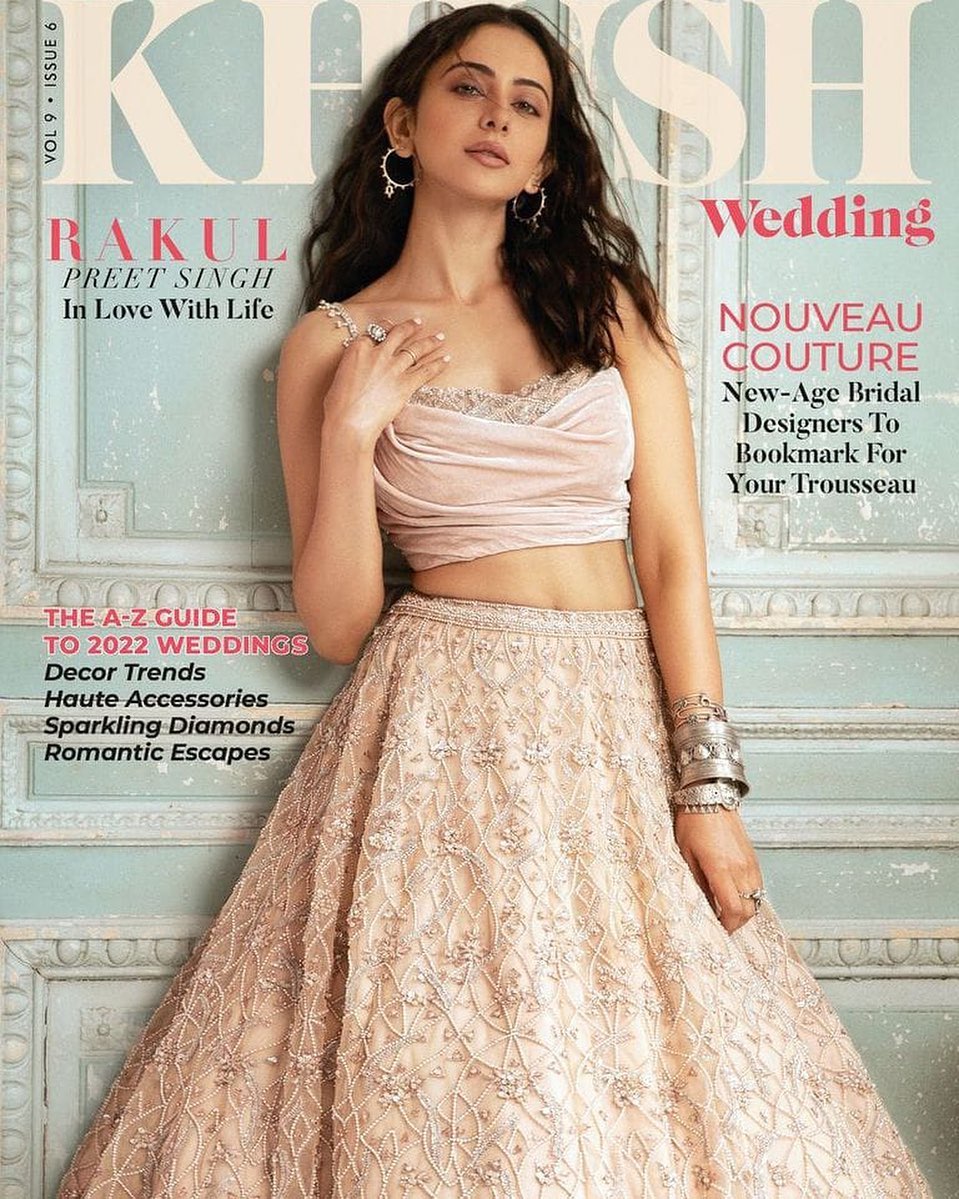 KHUSH
VOL 9 • ISSUE 6
Wedding
RAKUL
PREET SINGH
In Love With Life
NOUVEAU
COUTURE
New-Age Bridal
Designers To
Bookmark For
Your Trousseau
THE A-Z GUIDE
TO 2022 WEDDINGS
Decor Trends
Haute Accessories
Sparkling Diamonds
Romantic Escapes